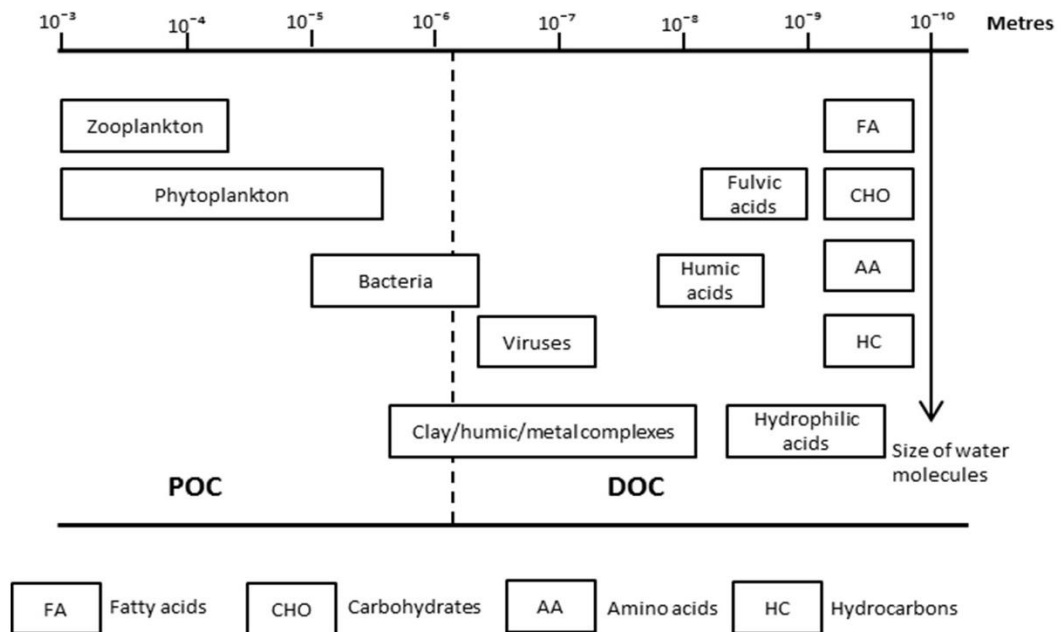 10⁻³ 10⁻⁴ 10⁻⁵ 10⁻⁶ 10⁻⁷ 10⁻⁸ 10⁻⁹ 10⁻¹⁰ Metres
Zooplankton
FA
Phytoplankton
Fulvic
acids
CHO
Bacteria
Humic
acids
AA
Viruses
HC
Clay/humic/metal complexes
Hydrophilic
acids
Size of water
molecules
POC
DOC
FA Fatty acids
CHO Carbohydrates
AA Amino acids
HC Hydrocarbons